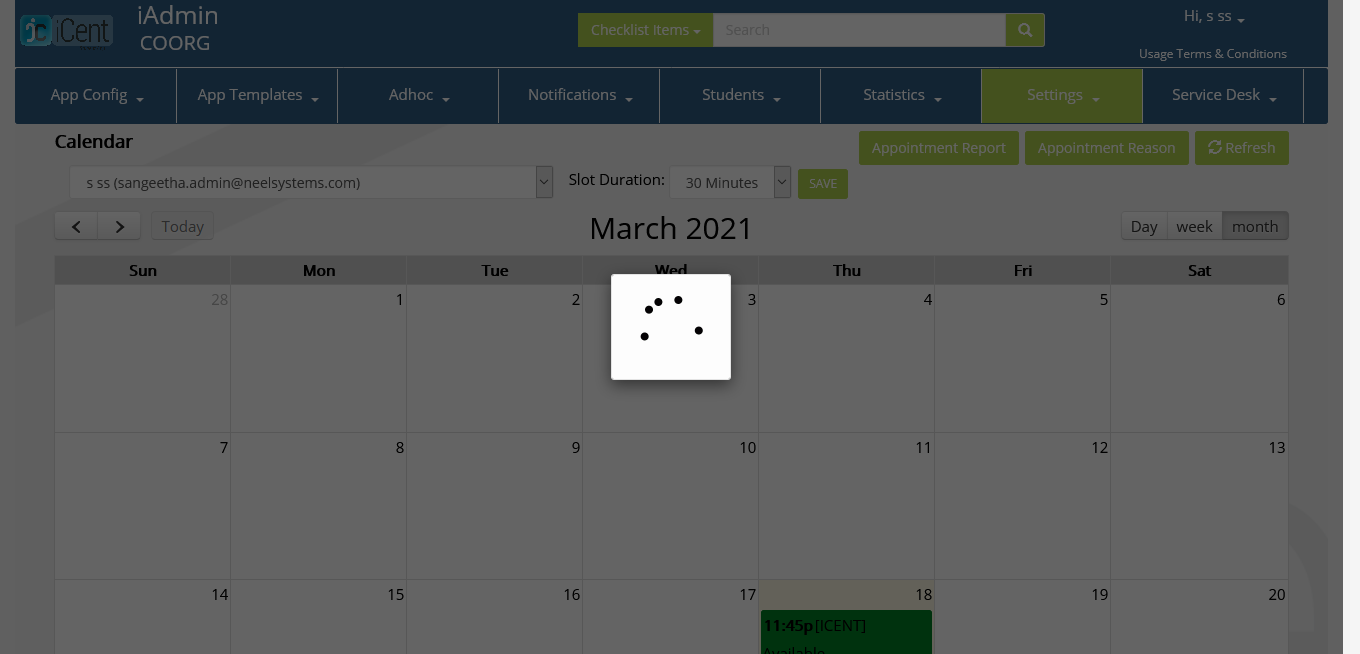 iCent
iAdmin
COORG
Checklist Items
Search
Hi, s ss
Usage Terms & Conditions
App Config
App Templates
Adhoc
Notifications
Students
Statistics
Settings
Service Desk
Calendar
Appointment Report
Appointment Reason
Refresh
s ss (sangeetha.admin@neelsystems.com)
Slot Duration:
30 Minutes
SAVE
Today
March 2021
Day
week
month
Sun
Mon
Tue
Wed
Thu
Fri
Sat
28
1
2
3
4
5
6
7
8
9
10
11
12
13
14
15
16
17
18
19
20
11:45p [ICENT]
Available